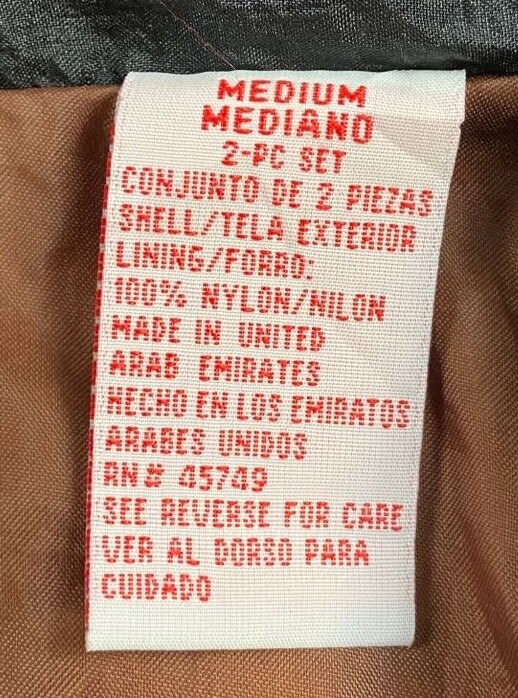 MEDIUM
MEDIANO
2-PC SET
CONJUNTO DE 2 PIEZAS
SHELL/TELA EXTERIOR
LINING/FORRO:
100% NYLON/NILON
MADE IN UNITED
ARAB EMIRATES
HECHO EN LOS EMIRATOS
ARABES UNIDOS
RN# 45749
SEE REVERSE FOR CARE
VER AL DORSO PARA
CUIDADO